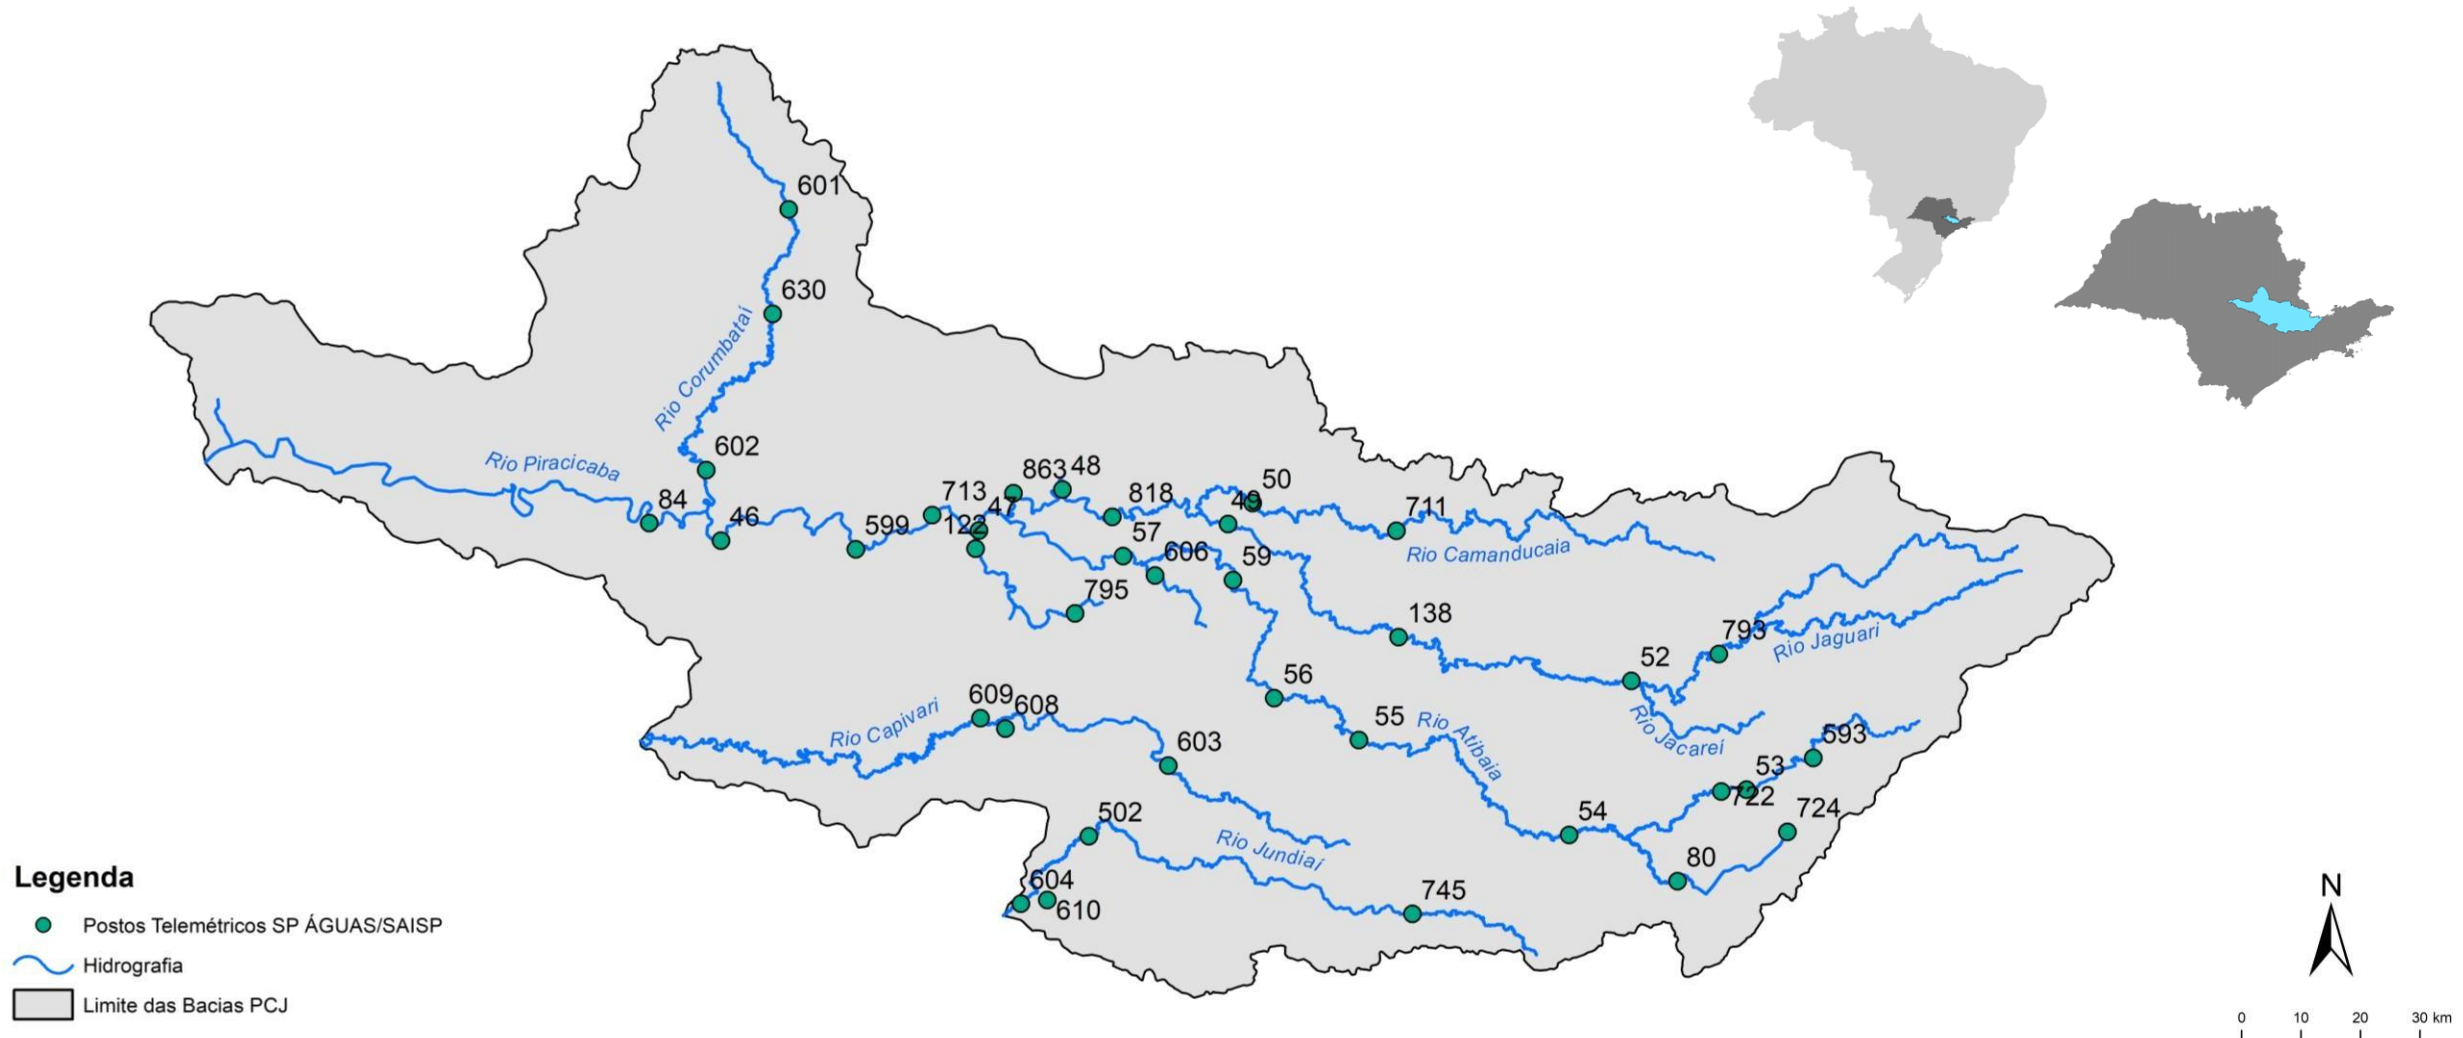 601
630
Rio Corumbataí
602
Rio Piracicaba
84
46
599
713
122
47
863
48
818
57
606
795
49
50
59
711
Rio Camanducaia
138
52
793
Rio Jaguari
Rio Jacareí
56
55
Rio Atibaia
54
53
722
593
724
80
609
608
Rio Capivari
603
502
Rio Jundiaí
604
610
745
Legenda
Postos Telemétricos SP ÁGUAS/SAISP
Hidrografia
Limite das Bacias PCJ
N
0 10 20 30 km